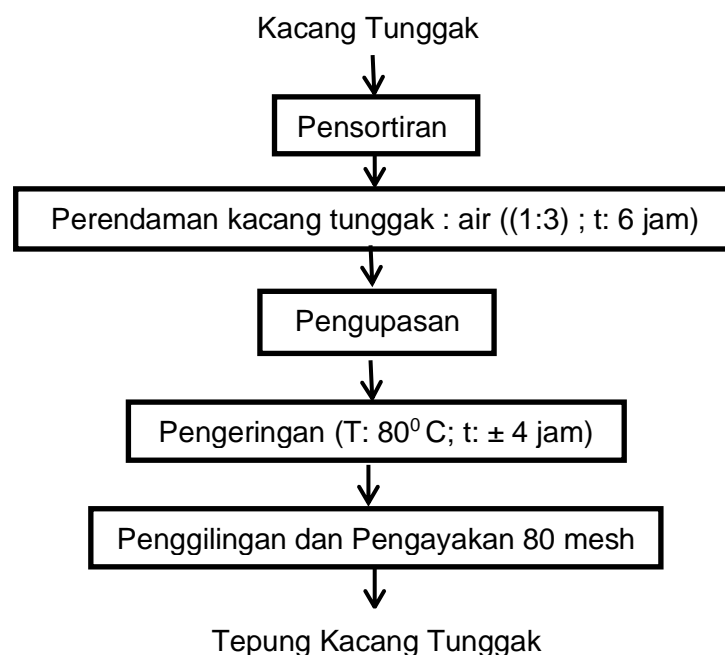 Kacang Tunggak
Pensortiran
Perendaman kacang tunggak : air ((1:3) ; t: 6 jam)
Pengupasan
Pengeringan (T: 80⁰ C; t: ± 4 jam)
Penggilingan dan Pengayakan 80 mesh
Tepung Kacang Tunggak